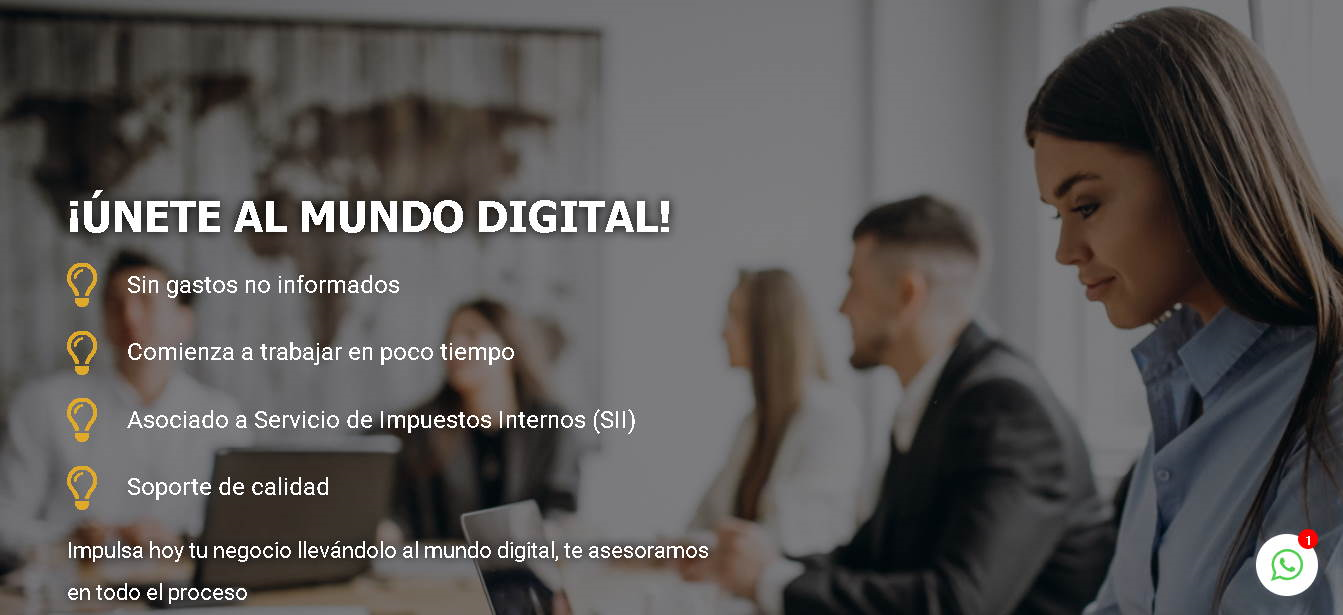 ¡ÚNETE AL MUNDO DIGITAL!
Sin gastos no informados
Comienza a trabajar en poco tiempo
Asociado a Servicio de Impuestos Internos (SII)
Soporte de calidad
Impulsa hoy tu negocio llevándolo al mundo digital, te asesoramos
en todo el proceso
1